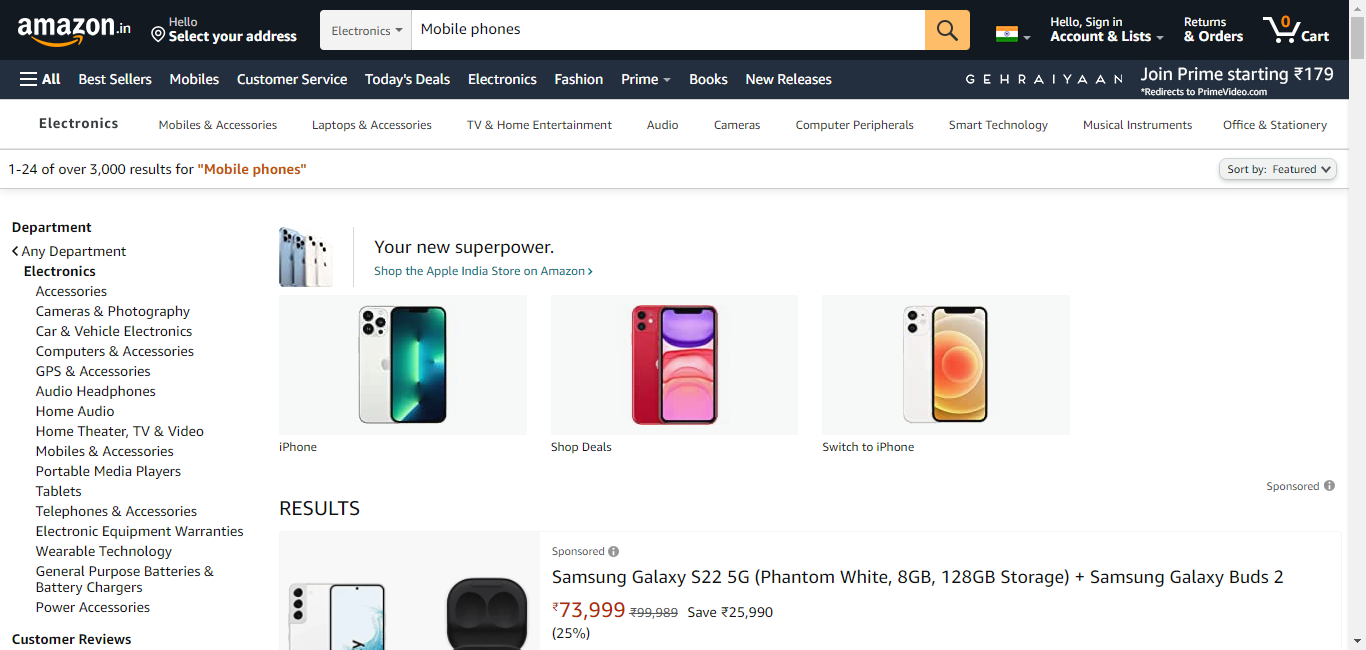 amazon.in
Hello
Select your address
Electronics
Mobile phones
Hello, Sign in
Account & Lists
Returns
& Orders
0
Cart
All
Best Sellers
Mobiles
Customer Service
Today's Deals
Electronics
Fashion
Prime
Books
New Releases
GEHRAIYAAN
Join Prime starting ₹179
*Redirects to PrimeVideo.com
Electronics
Mobiles & Accessories
Laptops & Accessories
TV & Home Entertainment
Audio
Cameras
Computer Peripherals
Smart Technology
Musical Instruments
Office & Stationery
1-24 of over 3,000 results for "Mobile phones"
Sort by: Featured
Department
Any Department
Electronics
Accessories
Cameras & Photography
Car & Vehicle Electronics
Computers & Accessories
GPS & Accessories
Audio Headphones
Home Audio
Home Theater, TV & Video
Mobiles & Accessories
Portable Media Players
Tablets
Telephones & Accessories
Electronic Equipment Warranties
Wearable Technology
General Purpose Batteries &
Battery Chargers
Power Accessories
Customer Reviews
Your new superpower.
Shop the Apple India Store on Amazon
iPhone
Shop Deals
Switch to iPhone
Sponsored
RESULTS
Sponsored
Samsung Galaxy S22 5G (Phantom White, 8GB, 128GB Storage) + Samsung Galaxy Buds 2
₹73,999 ₹99,989 Save ₹25,990
(25%)